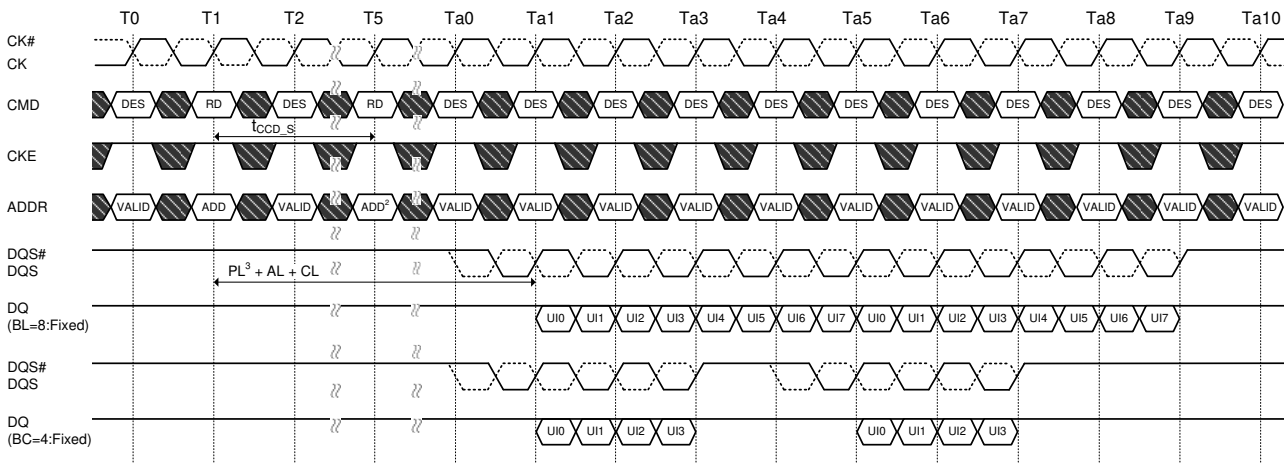 T0 T1 T2 T5 Ta0 Ta1 Ta2 Ta3 Ta4 Ta5 Ta6 Ta7 Ta8 Ta9 Ta10
CK#
CK
CMD DES RD DES RD DES DES DES DES DES DES DES DES DES DES DES
tCCD_S
CKE
ADDR VALID ADD VALID ADD² VALID VALID VALID VALID VALID VALID VALID VALID VALID VALID VALID
DQS#
DQS
PL³ + AL + CL
DQ
(BL=8:Fixed)
UI0 UI1 UI2 UI3 UI4 UI5 UI6 UI7 UI0 UI1 UI2 UI3 UI4 UI5 UI6 UI7
DQS#
DQS
DQ
(BC=4:Fixed)
UI0 UI1 UI2 UI3 UI0 UI1 UI2 UI3